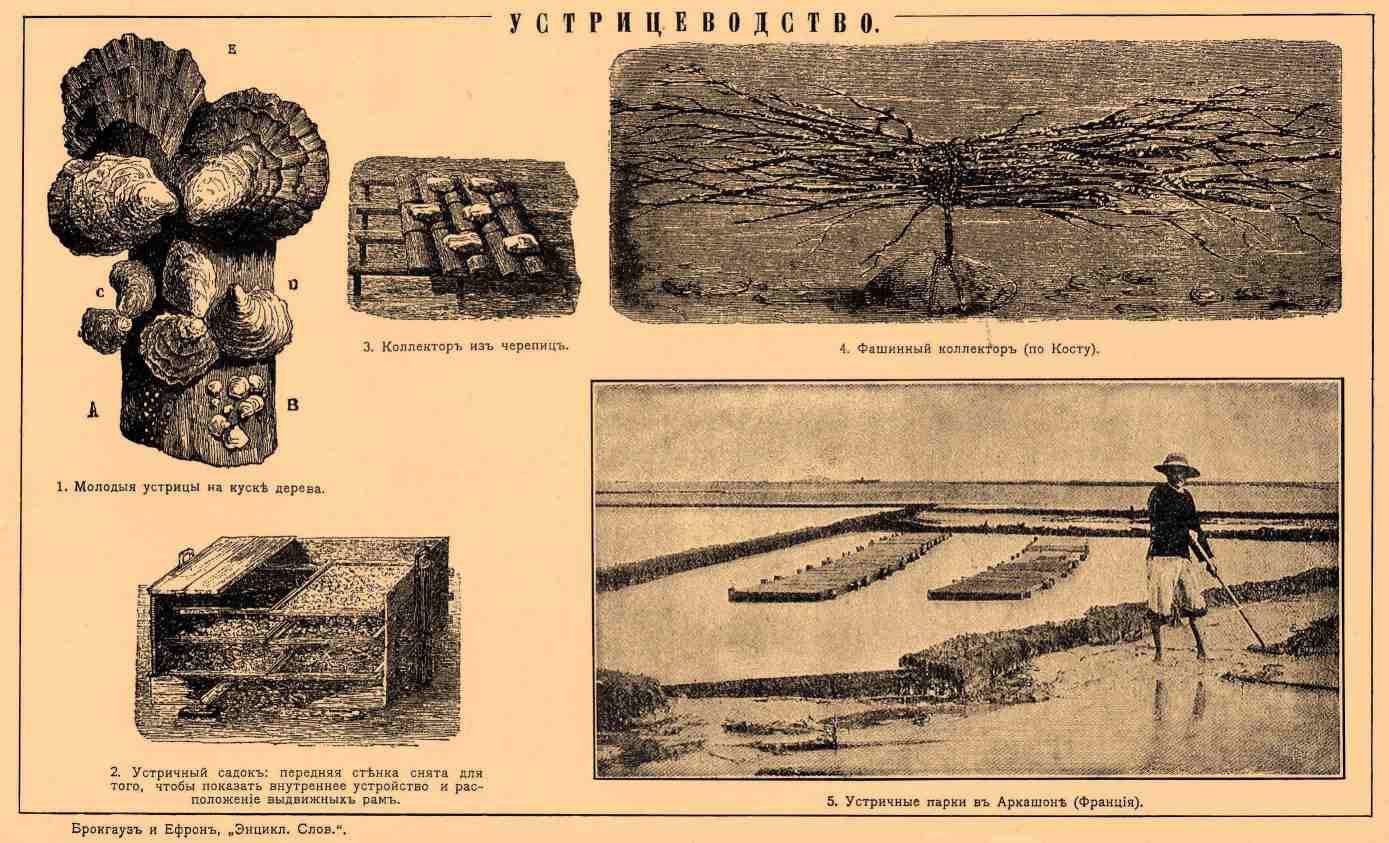 УСТРИЦЕВОДСТВО.
E
C
D
A
B
1. Молодыя устрицы на кускѣ дерева.
3. Коллекторъ изъ черепицъ.
4. Фашинный коллекторъ (по Косту).
2. Устричный садокъ: передняя стѣнка снята для
того, чтобы показать внутреннее устройство и рас-
положеніе выдвижныхъ рамъ.
5. Устричные парки въ Аркашонѣ (Франція).
Брокгаузъ и Ефронъ, „Энцикл. Слов.“.